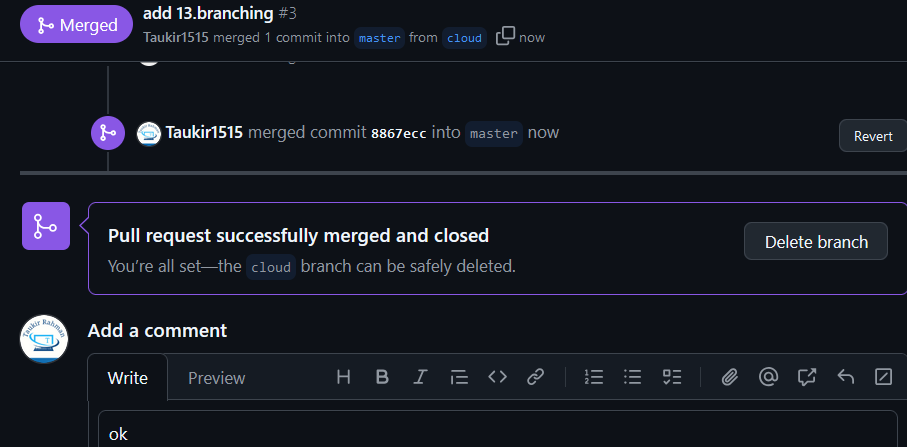 Merged
add 13.branching #3
Taukir1515 merged 1 commit into master from cloud now
Taukir1515 merged commit 8867ecc into master now
Revert
Pull request successfully merged and closed
Delete branch
You're all set—the cloud branch can be safely deleted.
Taukir Rahman
Add a comment
Write Preview
ok